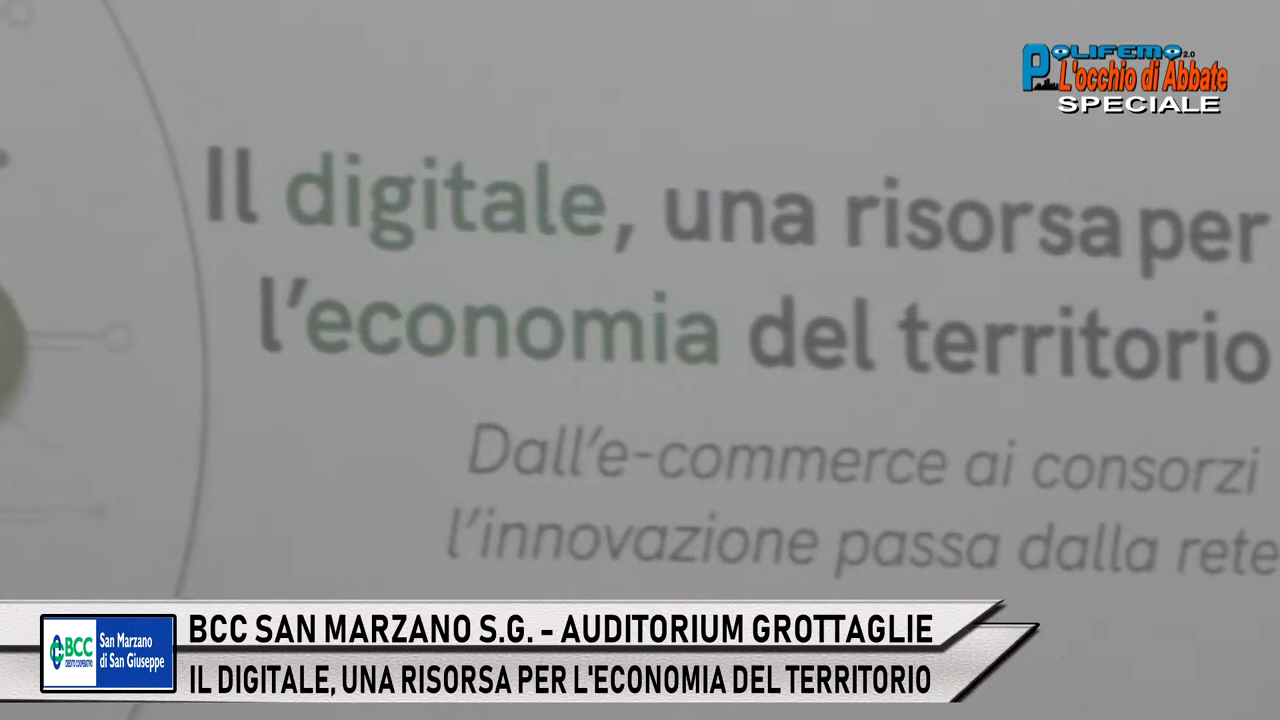 POLIFEMO 2.0
L'occhio di Abbate
SPECIALE
Il digitale, una risorsa per
l'economia del territorio
Dall'e-commerce ai consorzi
l'innovazione passa dalla rete
BCC
CREDITO COOPERATIVO
San Marzano
di San Giuseppe
BCC SAN MARZANO S.G. - AUDITORIUM GROTTAGLIE
IL DIGITALE, UNA RISORSA PER L'ECONOMIA DEL TERRITORIO